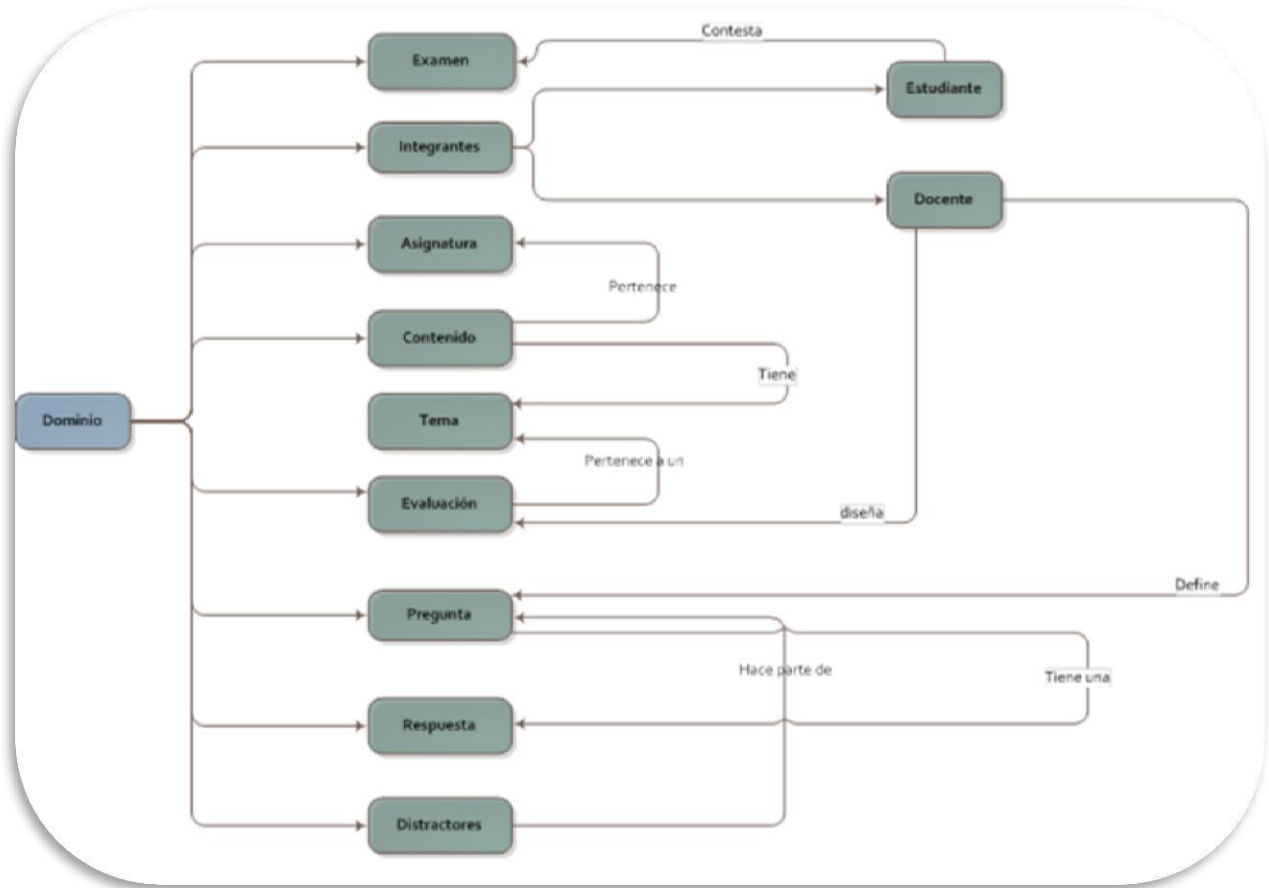 Contesta
Examen
Estudiante
Integrantes
Docente
Asignatura
Pertenece
Contenido
Tiene
Dominio
Tema
Pertenece a un
Evaluación
diseña
Define
Pregunta
Hace parte de
Tiene una
Respuesta
Distractores